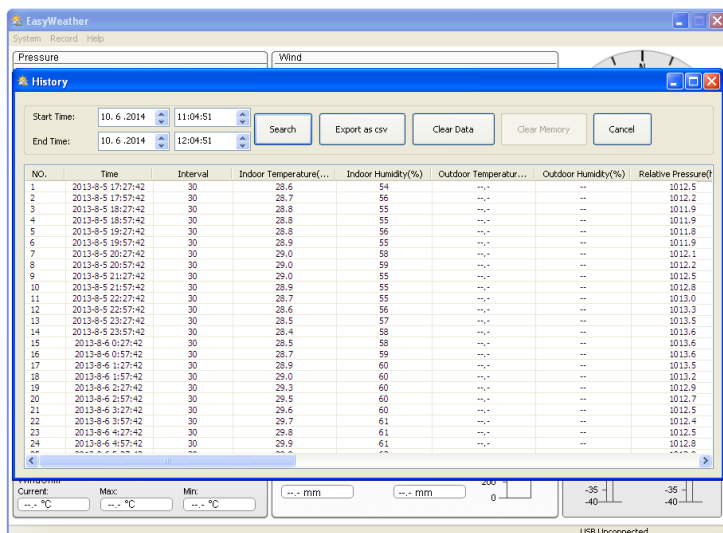 EasyWeather
System Record Help
Pressure Wind
N
History
Start Time: 10. 6 .2014 11:04:51
Search Export as csv Clear Data Clear Memory Cancel
End Time: 10. 6 .2014 12:04:51
NO. Time Interval Indoor Temperature(... Indoor Humidity(%) Outdoor Temperatur... Outdoor Humidity(%) Relative Pressure(
1 2013-8-5 17:27:42 30 28.6 54 --.- -- 1012.5
2 2013-8-5 17:57:42 30 28.7 56 --.- -- 1012.2
3 2013-8-5 18:27:42 30 28.8 55 --.- -- 1011.9
4 2013-8-5 18:57:42 30 28.8 55 --.- -- 1011.9
5 2013-8-5 19:27:42 30 28.8 56 --.- -- 1011.8
6 2013-8-5 19:57:42 30 28.9 55 --.- -- 1011.9
7 2013-8-5 20:27:42 30 29.0 58 --.- -- 1012.1
8 2013-8-5 20:57:42 30 29.0 59 --.- -- 1012.2
9 2013-8-5 21:27:42 30 29.0 55 --.- -- 1012.5
10 2013-8-5 21:57:42 30 28.9 55 --.- -- 1012.8
11 2013-8-5 22:27:42 30 28.7 55 --.- -- 1013.0
12 2013-8-5 22:57:42 30 28.6 56 --.- -- 1013.3
13 2013-8-5 23:27:42 30 28.5 57 --.- -- 1013.5
14 2013-8-5 23:57:42 30 28.4 58 --.- -- 1013.6
15 2013-8-6 0:27:42 30 28.5 58 --.- -- 1013.6
16 2013-8-6 0:57:42 30 28.7 59 --.- -- 1013.6
17 2013-8-6 1:27:42 30 28.9 60 --.- -- 1013.5
18 2013-8-6 1:57:42 30 29.0 60 --.- -- 1013.2
19 2013-8-6 2:27:42 30 29.3 60 --.- -- 1012.9
20 2013-8-6 2:57:42 30 29.5 60 --.- -- 1012.7
21 2013-8-6 3:27:42 30 29.6 60 --.- -- 1012.5
22 2013-8-6 3:57:42 30 29.7 61 --.- -- 1012.4
23 2013-8-6 4:27:42 30 29.8 61 --.- -- 1012.5
24 2013-8-6 4:57:42 30 29.9 61 --.- -- 1012.8
Current: Max: Min:
--.- °C --.- °C --.- °C --.- mm --.- mm 200 0 -35 -40 -35 -40
USB Unconnected